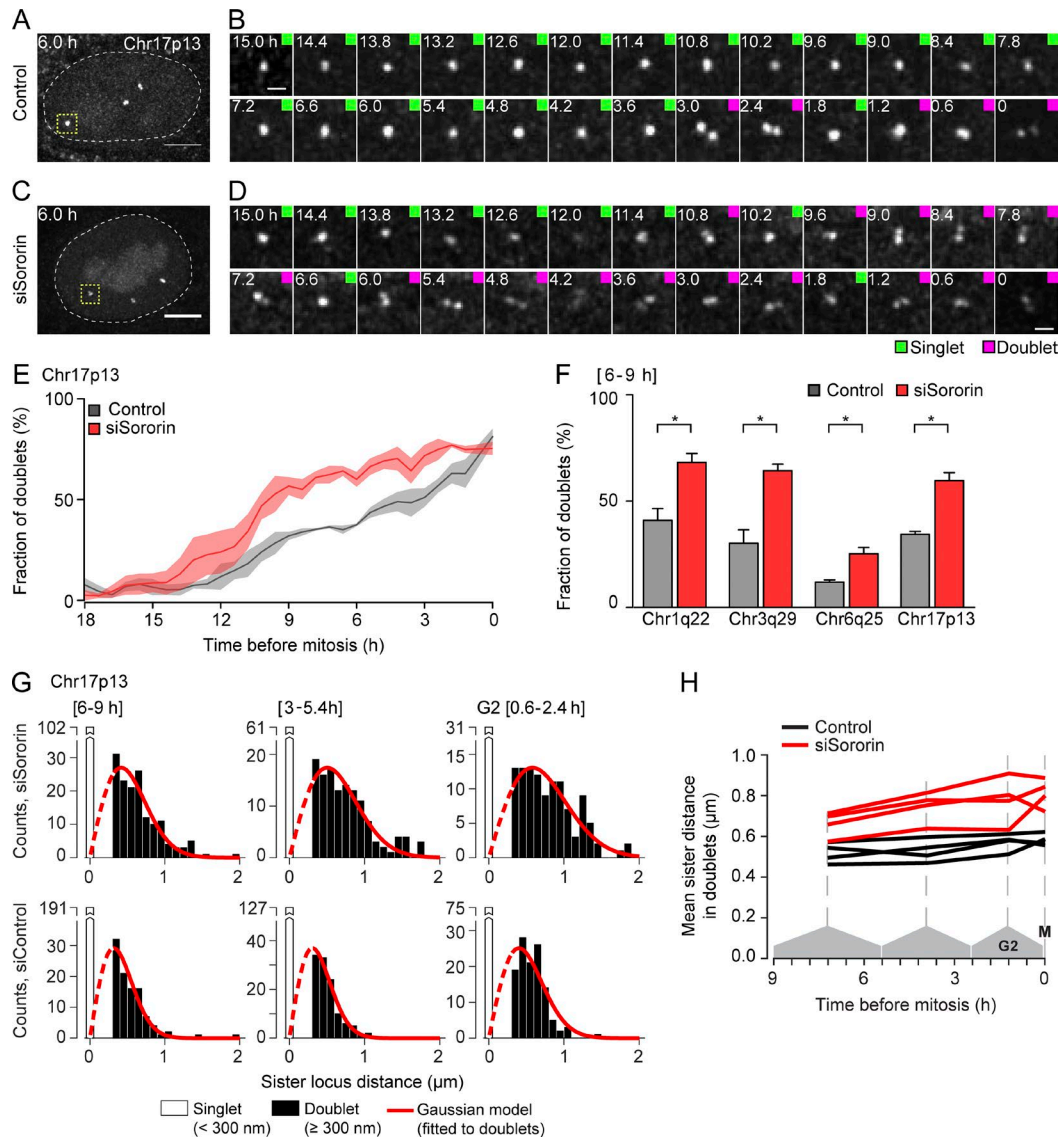 A
Control
6.0 h
Chr17p13
B
15.0 h 14.4 13.8 13.2 12.6 12.0 11.4 10.8 10.2 9.6 9.0 8.4 7.8
7.2 6.6 6.0 5.4 4.8 4.2 3.6 3.0 2.4 1.8 1.2 0.6 0
C
siSororin
6.0 h
D
15.0 h 14.4 13.8 13.2 12.6 12.0 11.4 10.8 10.2 9.6 9.0 8.4 7.8
7.2 6.6 6.0 5.4 4.8 4.2 3.6 3.0 2.4 1.8 1.2 0.6 0
Singlet Doublet
E Chr17p13
Control
siSororin
Fraction of doublets (%)
100
50
0
18 15 12 9 6 3 0
Time before mitosis (h)
F [6-9 h]
Control siSororin
Fraction of doublets (%)
100
50
0
* * * *
Chr1q22 Chr3q29 Chr6q25 Chr17p13
G Chr17p13
[6-9 h] [3-5.4h] G2 [0.6-2.4 h]
Counts, siSororin
102 61 31
30 20 10 0
20 10 0
15 10 5 0
0 1 2 0 1 2 0 1 2
Counts, siControl
191 127 75
30 20 10 0
40 20 0
30 20 10 0
0 1 2 0 1 2 0 1 2
Sister locus distance (µm)
Singlet
(< 300 nm)
Doublet
(≥ 300 nm)
Gaussian model
(fitted to doublets)
H
Control
siSororin
Mean sister distance
in doublets (µm)
1.0
0.8
0.6
0.4
0.2
0.0
G2
M
9 6 3 0
Time before mitosis (h)